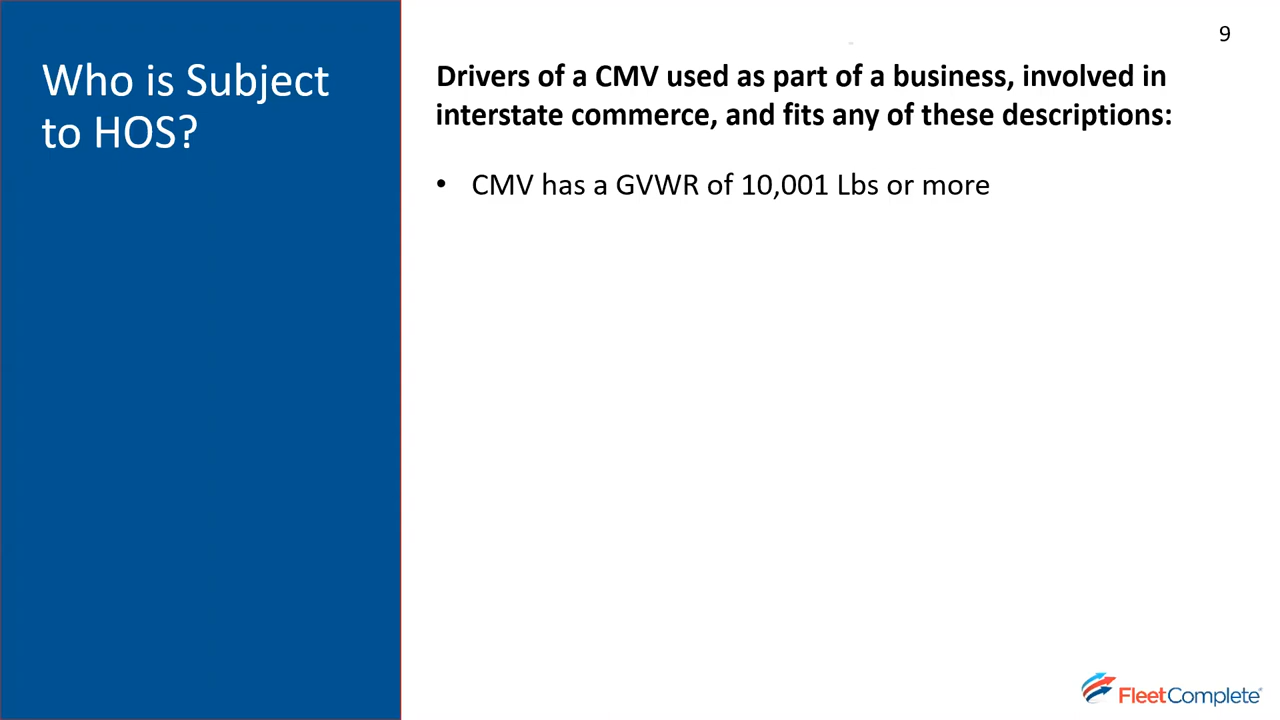 9
Who is Subject
to HOS?
Drivers of a CMV used as part of a business, involved in
interstate commerce, and fits any of these descriptions:
• CMV has a GVWR of 10,001 Lbs or more
FleetComplete®